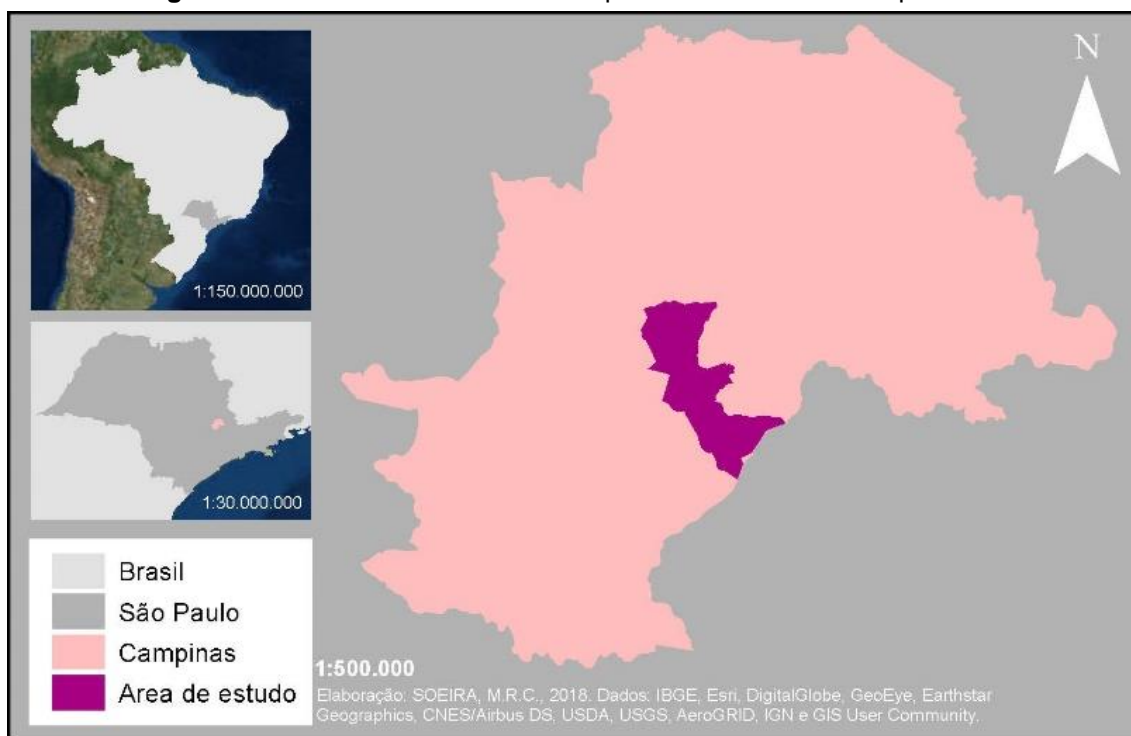 N
1:150.000.000
1:30.000.000
Brasil
São Paulo
Campinas
Area de estudo
1:500.000
Elaboração: SOEIRA, M.R.C., 2018. Dados: IBGE, Esri, DigitalGlobe, GeoEye, Earthstar
Geographics, CNES/Airbus DS, USDA, USGS, AeroGRID, IGN e GIS User Community.